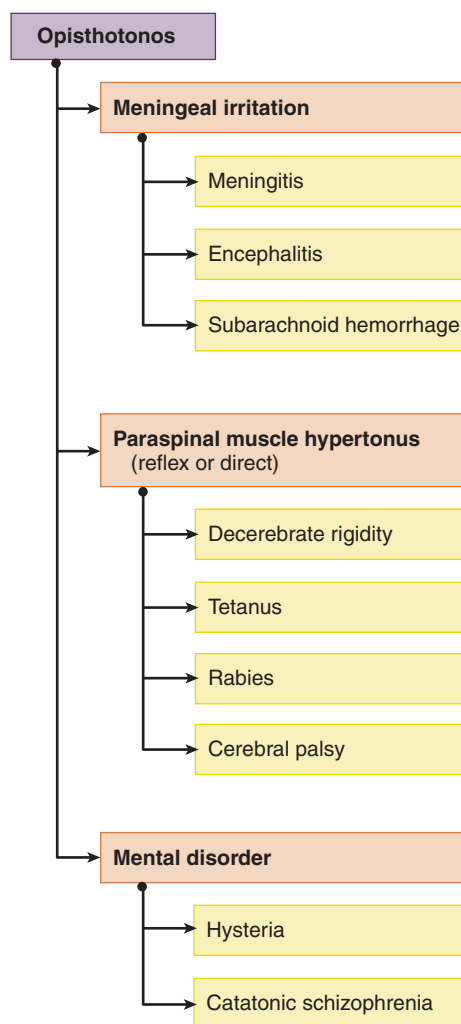 Opisthotonos
Meningeal irritation
Meningitis
Encephalitis
Subarachnoid hemorrhage
Paraspinal muscle hypertonus
(reflex or direct)
Decerebrate rigidity
Tetanus
Rabies
Cerebral palsy
Mental disorder
Hysteria
Catatonic schizophrenia